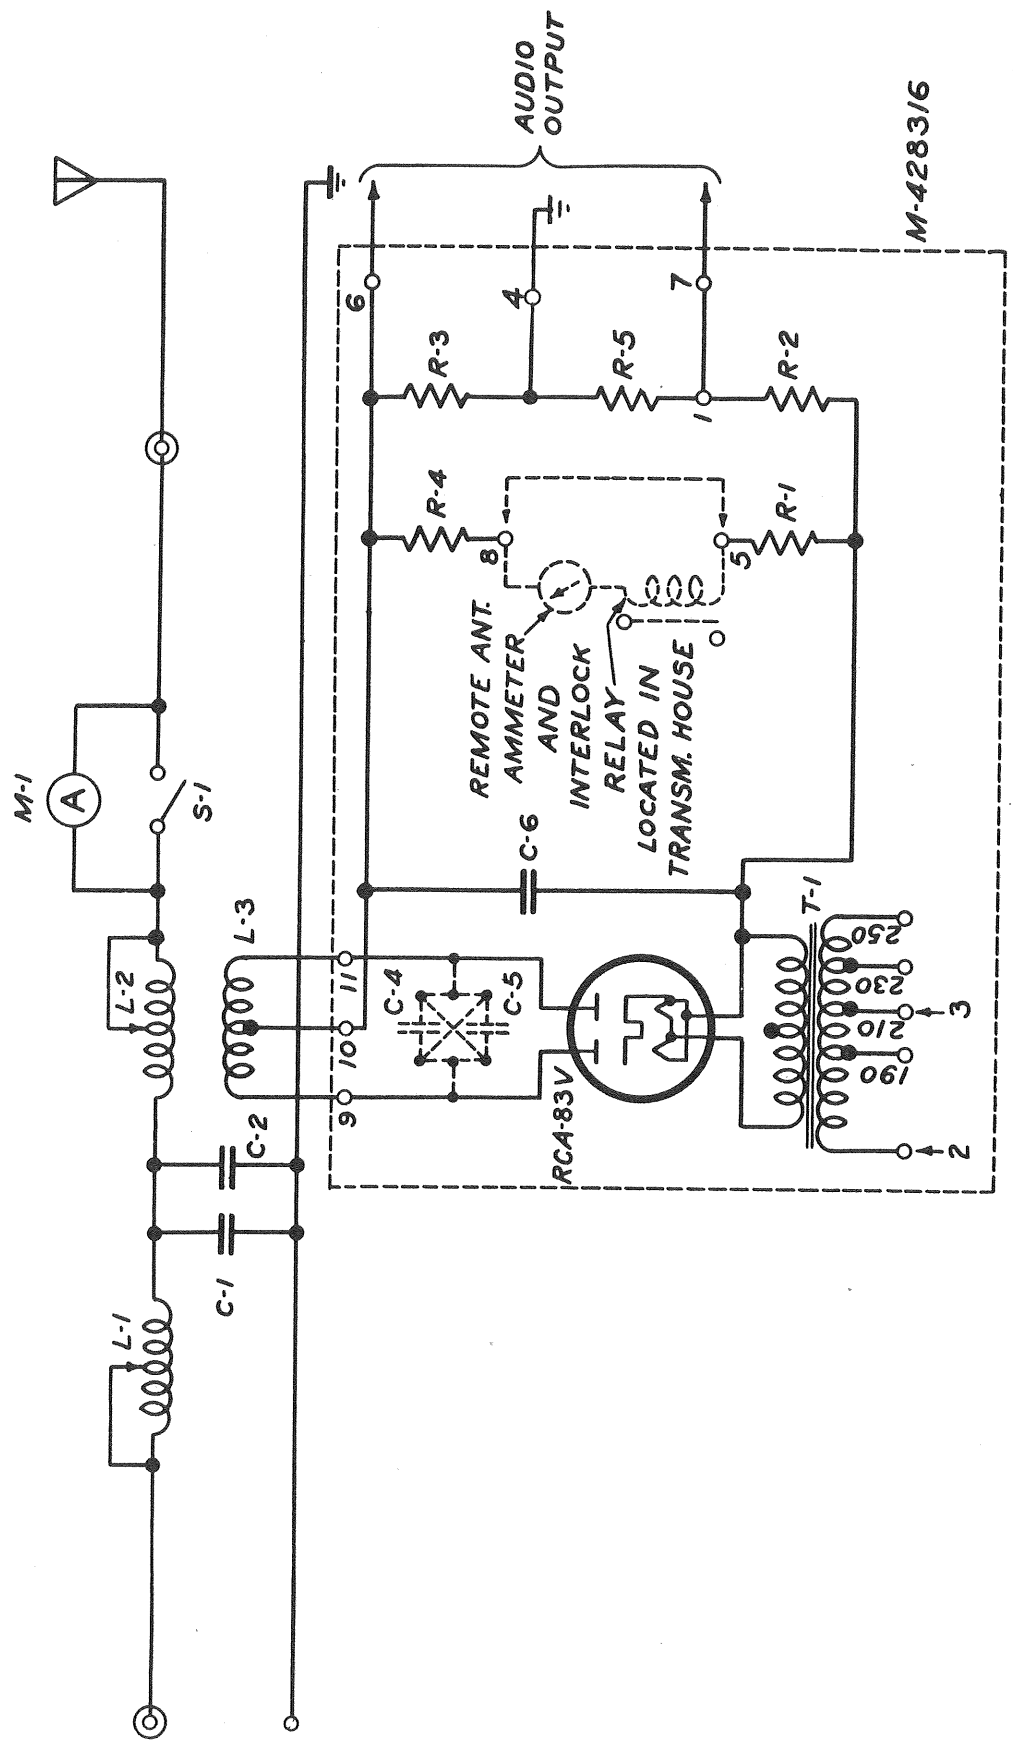 M-1
A
S-1
L-1
L-2
L-3
C-1
C-2
9
10
11
C-4
C-5
RCA-83V
C-6
T-1
190
210
230
250
2
3
REMOTE ANT.
AMMETER
AND
INTERLOCK
RELAY
LOCATED IN
TRANSM. HOUSE
R-4
8
5
R-1
R-3
R-5
1
R-2
6
4
7
AUDIO
OUTPUT
M-428316